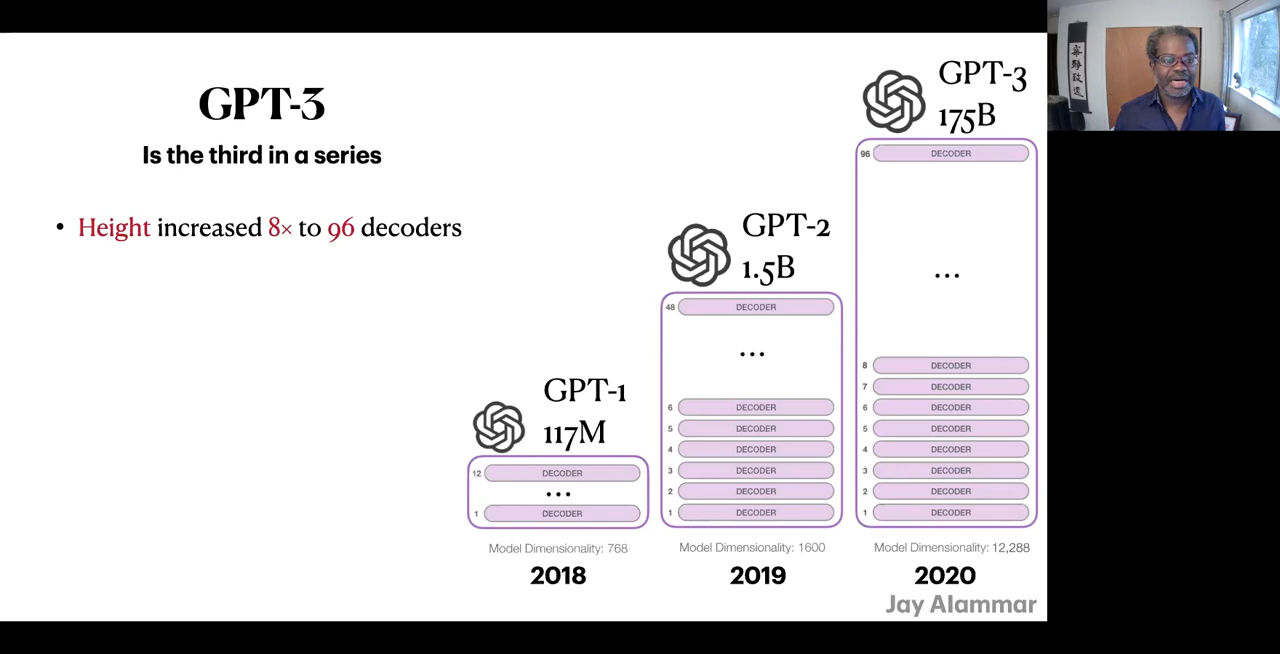 GPT-3
Is the third in a series
• Height increased 8× to 96 decoders
GPT-1
117M
12 DECODER
...
1 DECODER
Model Dimensionality: 768
2018
GPT-2
1.5B
48 DECODER
...
6 DECODER
5 DECODER
4 DECODER
3 DECODER
2 DECODER
1 DECODER
Model Dimensionality: 1600
2019
GPT-3
175B
96 DECODER
...
8 DECODER
7 DECODER
6 DECODER
5 DECODER
4 DECODER
3 DECODER
2 DECODER
1 DECODER
Model Dimensionality: 12,288
2020
Jay Alammar